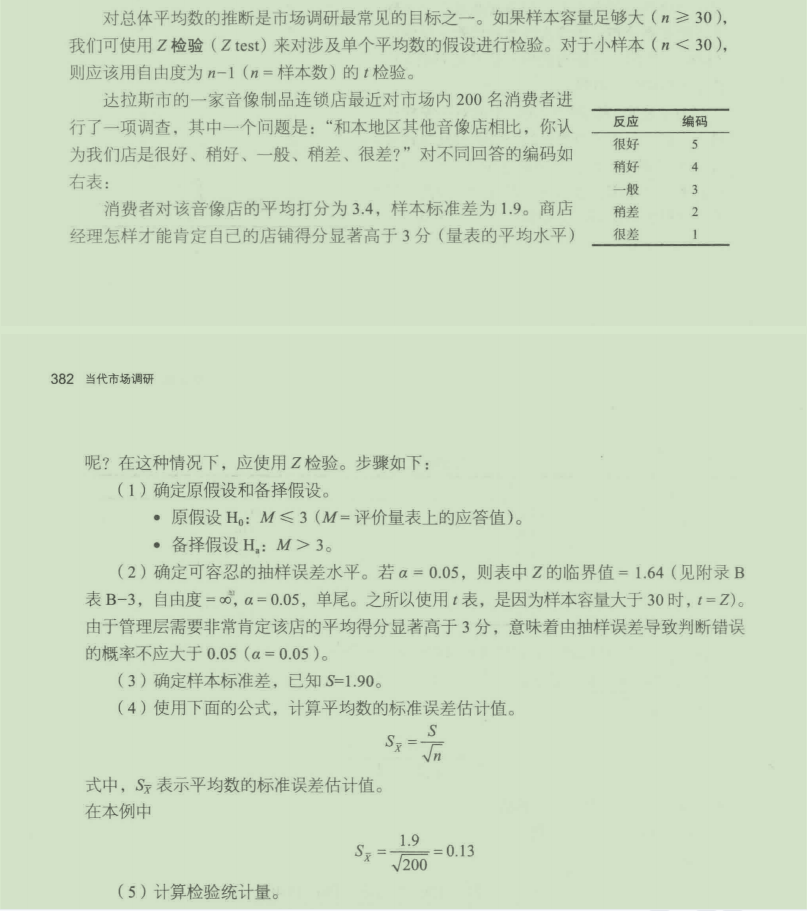 对总体平均数的推断是市场调研最常见的目标之一。如果样本容量足够大（n ≥ 30），
我们可使用 Z 检验（Z test）来对涉及单个平均数的假设进行检验。对于小样本（n < 30），
则应该用自由度为 n−1（n = 样本数）的 t 检验。
达拉斯市的一家音像制品连锁店最近对市场内 200 名消费者进
行了一项调查，其中一个问题是：“和本地区其他音像店相比，你认
为我们店是很好、稍好、一般、稍差、很差？”对不同回答的编码如
右表：
消费者对该音像店的平均打分为 3.4，样本标准差为 1.9。商店
经理怎样才能肯定自己的店铺得分显著高于 3 分（量表的平均水平）
反应 编码
很好 5
稍好 4
一般 3
稍差 2
很差 1
382 当代市场调研
呢？在这种情况下，应使用 Z 检验。步骤如下：
（1）确定原假设和备择假设。
• 原假设 H₀：M ≤ 3（M = 评价量表上的应答值）。
• 备择假设 Hₐ：M > 3。
（2）确定可容忍的抽样误差水平。若 α = 0.05，则表中 Z 的临界值 = 1.64（见附录 B
表 B−3，自由度 = ∞，α = 0.05，单尾。之所以使用 t 表，是因为样本容量大于 30 时，t = Z）。
由于管理层需要非常肯定该店的平均得分显著高于 3 分，意味着由抽样误差导致判断错误
的概率不应大于 0.05（α = 0.05）。
（3）确定样本标准差，已知 S=1.90。
（4）使用下面的公式，计算平均数的标准误差估计值。
S_X̄ = S/√n
式中，S_X̄ 表示平均数的标准误差估计值。
在本例中
S_X̄ = 1.9/√200 = 0.13
（5）计算检验统计量。